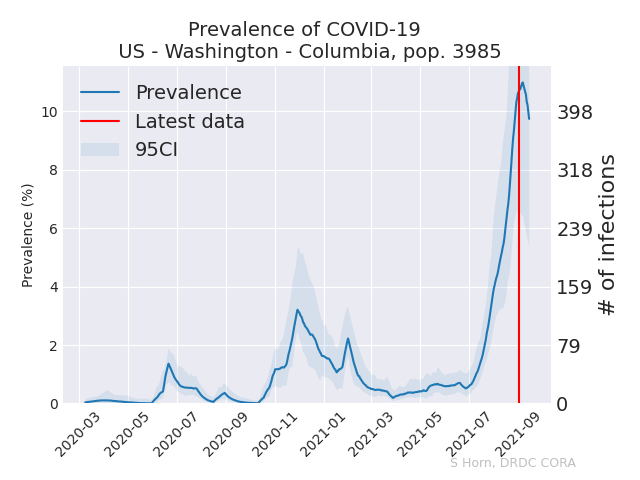 Prevalence of COVID-19
US - Washington - Columbia, pop. 3985
Prevalence
Latest data
95CI
Prevalence (%)
10
8
6
4
2
0
398
318
239
159
79
0
# of infections
2020-03
2020-05
2020-07
2020-09
2020-11
2021-01
2021-03
2021-05
2021-07
2021-09
S Horn, DRDC CORA